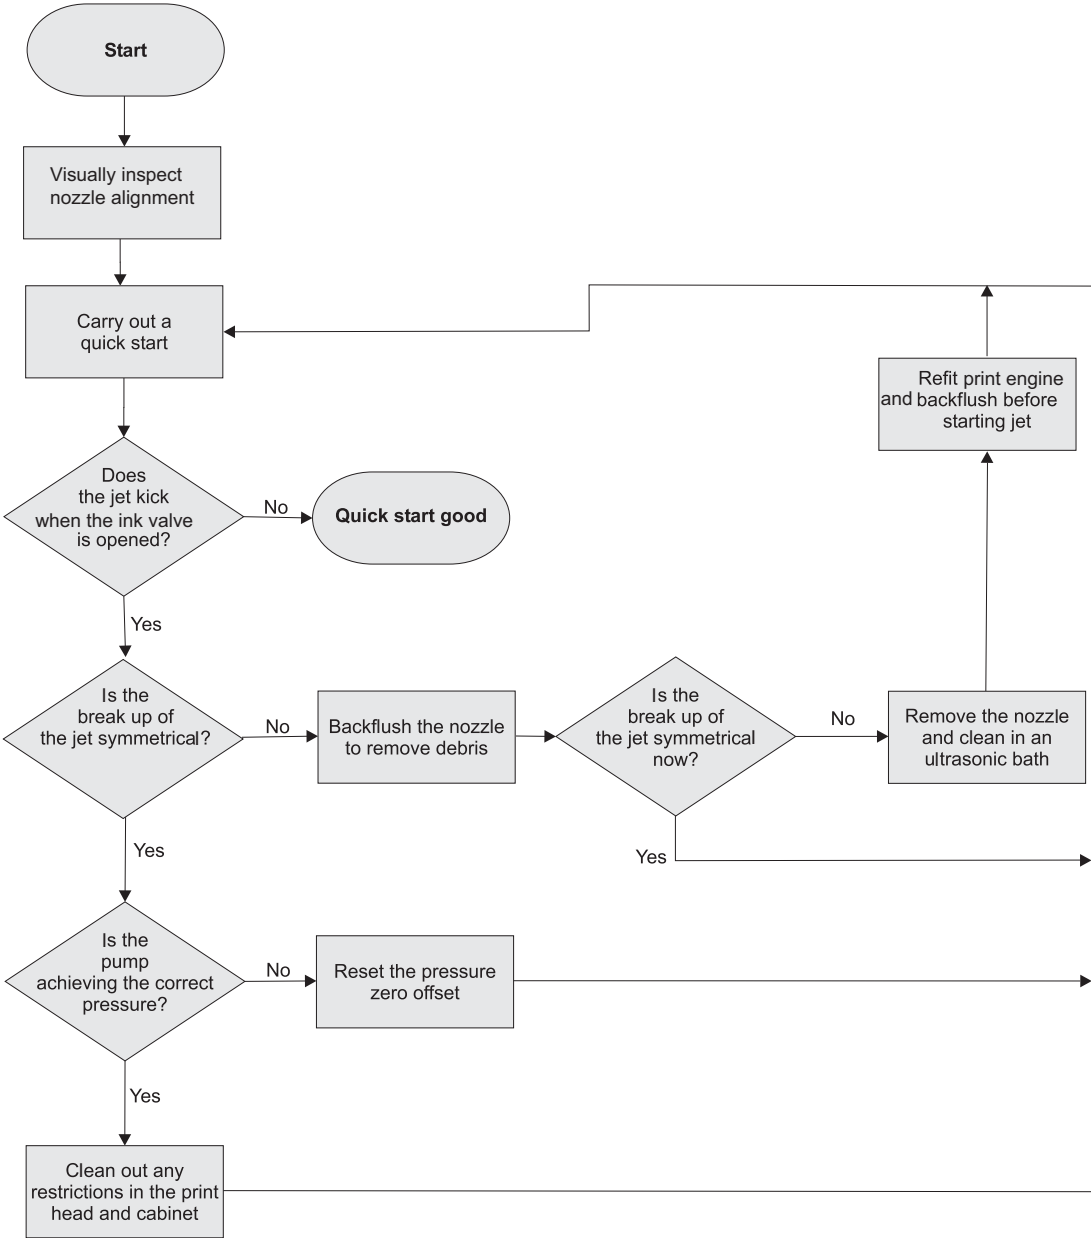 Start
Visually inspect
nozzle alignment
Carry out a
quick start
Refit print engine
and backflush before
starting jet
Does
the jet kick
when the ink valve
is opened?
No
Quick start good
Yes
Is the
break up of
the jet symmetrical?
No
Backflush the nozzle
to remove debris
Is the
break up of
the jet symmetrical
now?
No
Remove the nozzle
and clean in an
ultrasonic bath
Yes
Yes
Is the
pump
achieving the correct
pressure?
No
Reset the pressure
zero offset
Yes
Clean out any
restrictions in the print
head and cabinet